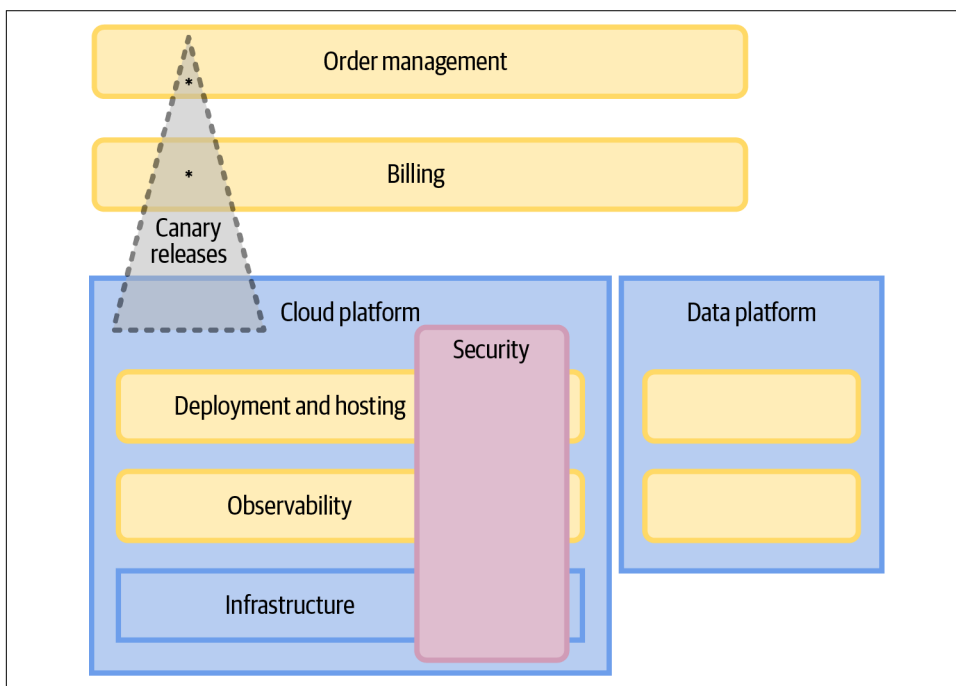 Order management
*
Billing
*
Canary
releases
Cloud platform
Data platform
Security
Deployment and hosting
Observability
Infrastructure